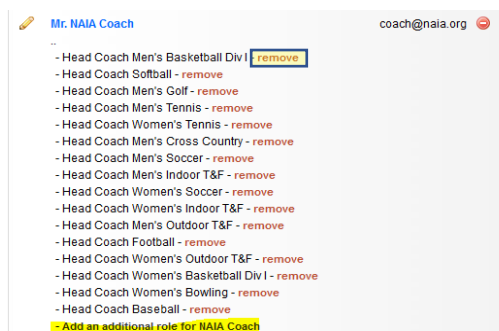 Mr. NAIA Coach coach@naia.org
..
- Head Coach Men's Basketball Div I - remove
- Head Coach Softball - remove
- Head Coach Men's Golf - remove
- Head Coach Men's Tennis - remove
- Head Coach Women's Tennis - remove
- Head Coach Men's Cross Country - remove
- Head Coach Men's Soccer - remove
- Head Coach Men's Indoor T&F - remove
- Head Coach Women's Soccer - remove
- Head Coach Women's Indoor T&F - remove
- Head Coach Men's Outdoor T&F - remove
- Head Coach Football - remove
- Head Coach Women's Outdoor T&F - remove
- Head Coach Women's Basketball Div I - remove
- Head Coach Women's Bowling - remove
- Head Coach Baseball - remove
- Add an additional role for NAIA Coach